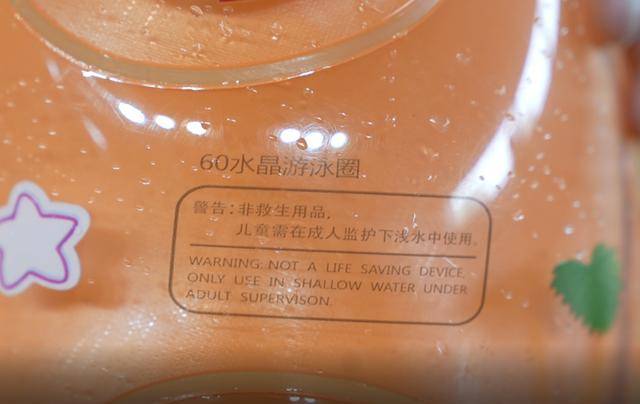 60水晶游泳圈
警告:非救生用品,
儿童需在成人监护下浅水中使用.
WARNING: NOT A LIFE SAVING DEVICE,
ONLY USE IN SHALLOW WATER UNDER
ADULT SUPERVISON.